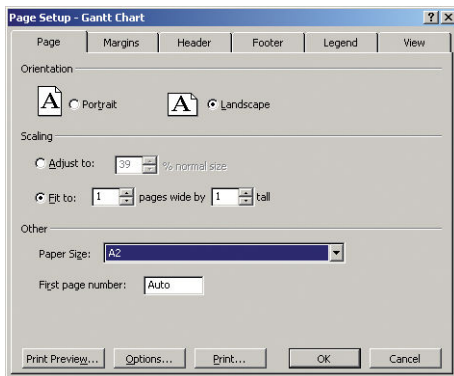 Page Setup - Gantt Chart
Page Margins Header Footer Legend View
Orientation
A Portrait A Landscape
Scaling
Adjust to: 39 % normal size
Fit to: 1 pages wide by 1 tall
Other
Paper Size: A2
First page number: Auto
Print Preview... Options... Print... OK Cancel